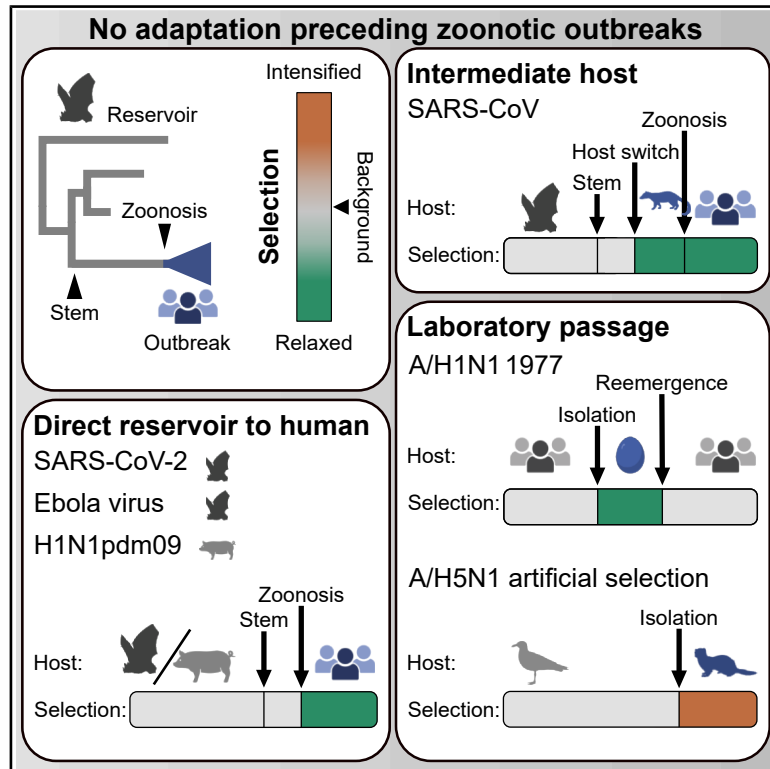 No adaptation preceding zoonotic outbreaks
Reservoir
Zoonosis
Stem
Outbreak
Intensified
Selection
Background
Relaxed
Intermediate host
SARS-CoV
Zoonosis
Host switch
Stem
Host:
Selection:
Direct reservoir to human
SARS-CoV-2
Ebola virus
H1N1pdm09
Zoonosis
Stem
Host:
Selection:
Laboratory passage
A/H1N1 1977
Reemergence
Isolation
Host:
Selection:
A/H5N1 artificial selection
Isolation
Host:
Selection: